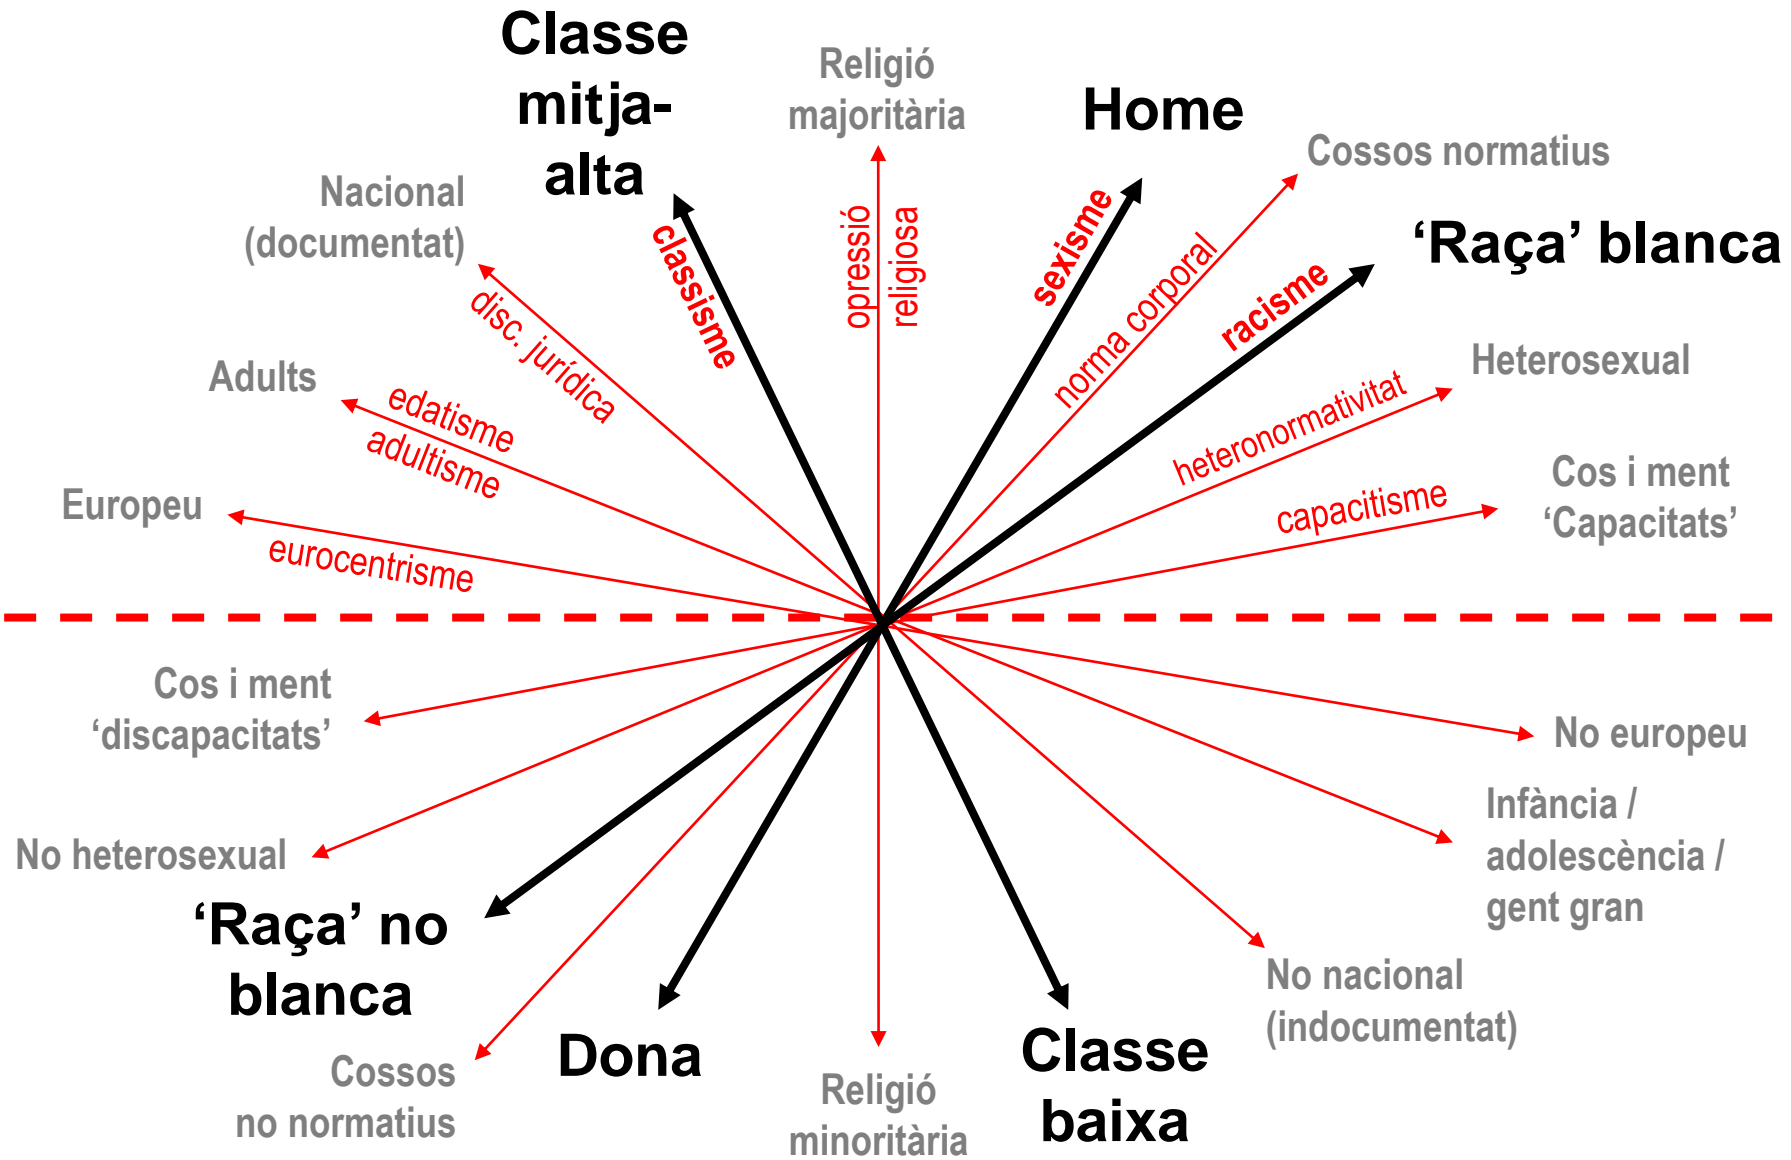 Classe
mitja-
alta
Religió
majoritària
Home
Cossos normatius
‘Raça’ blanca
Nacional
(documentat)
Adults
Europeu
Heterosexual
Cos i ment
‘Capacitats’
classisme
opressió
religiosa
sexisme
norma corporal
racisme
disc. jurídica
edatisme
adultisme
eurocentrisme
heteronormativitat
capacitisme
Cos i ment
‘discapacitats’
No heterosexual
‘Raça’ no
blanca
Cossos
no normatius
Dona
Religió
minoritària
Classe
baixa
No nacional
(indocumentat)
Infància /
adolescència /
gent gran
No europeu